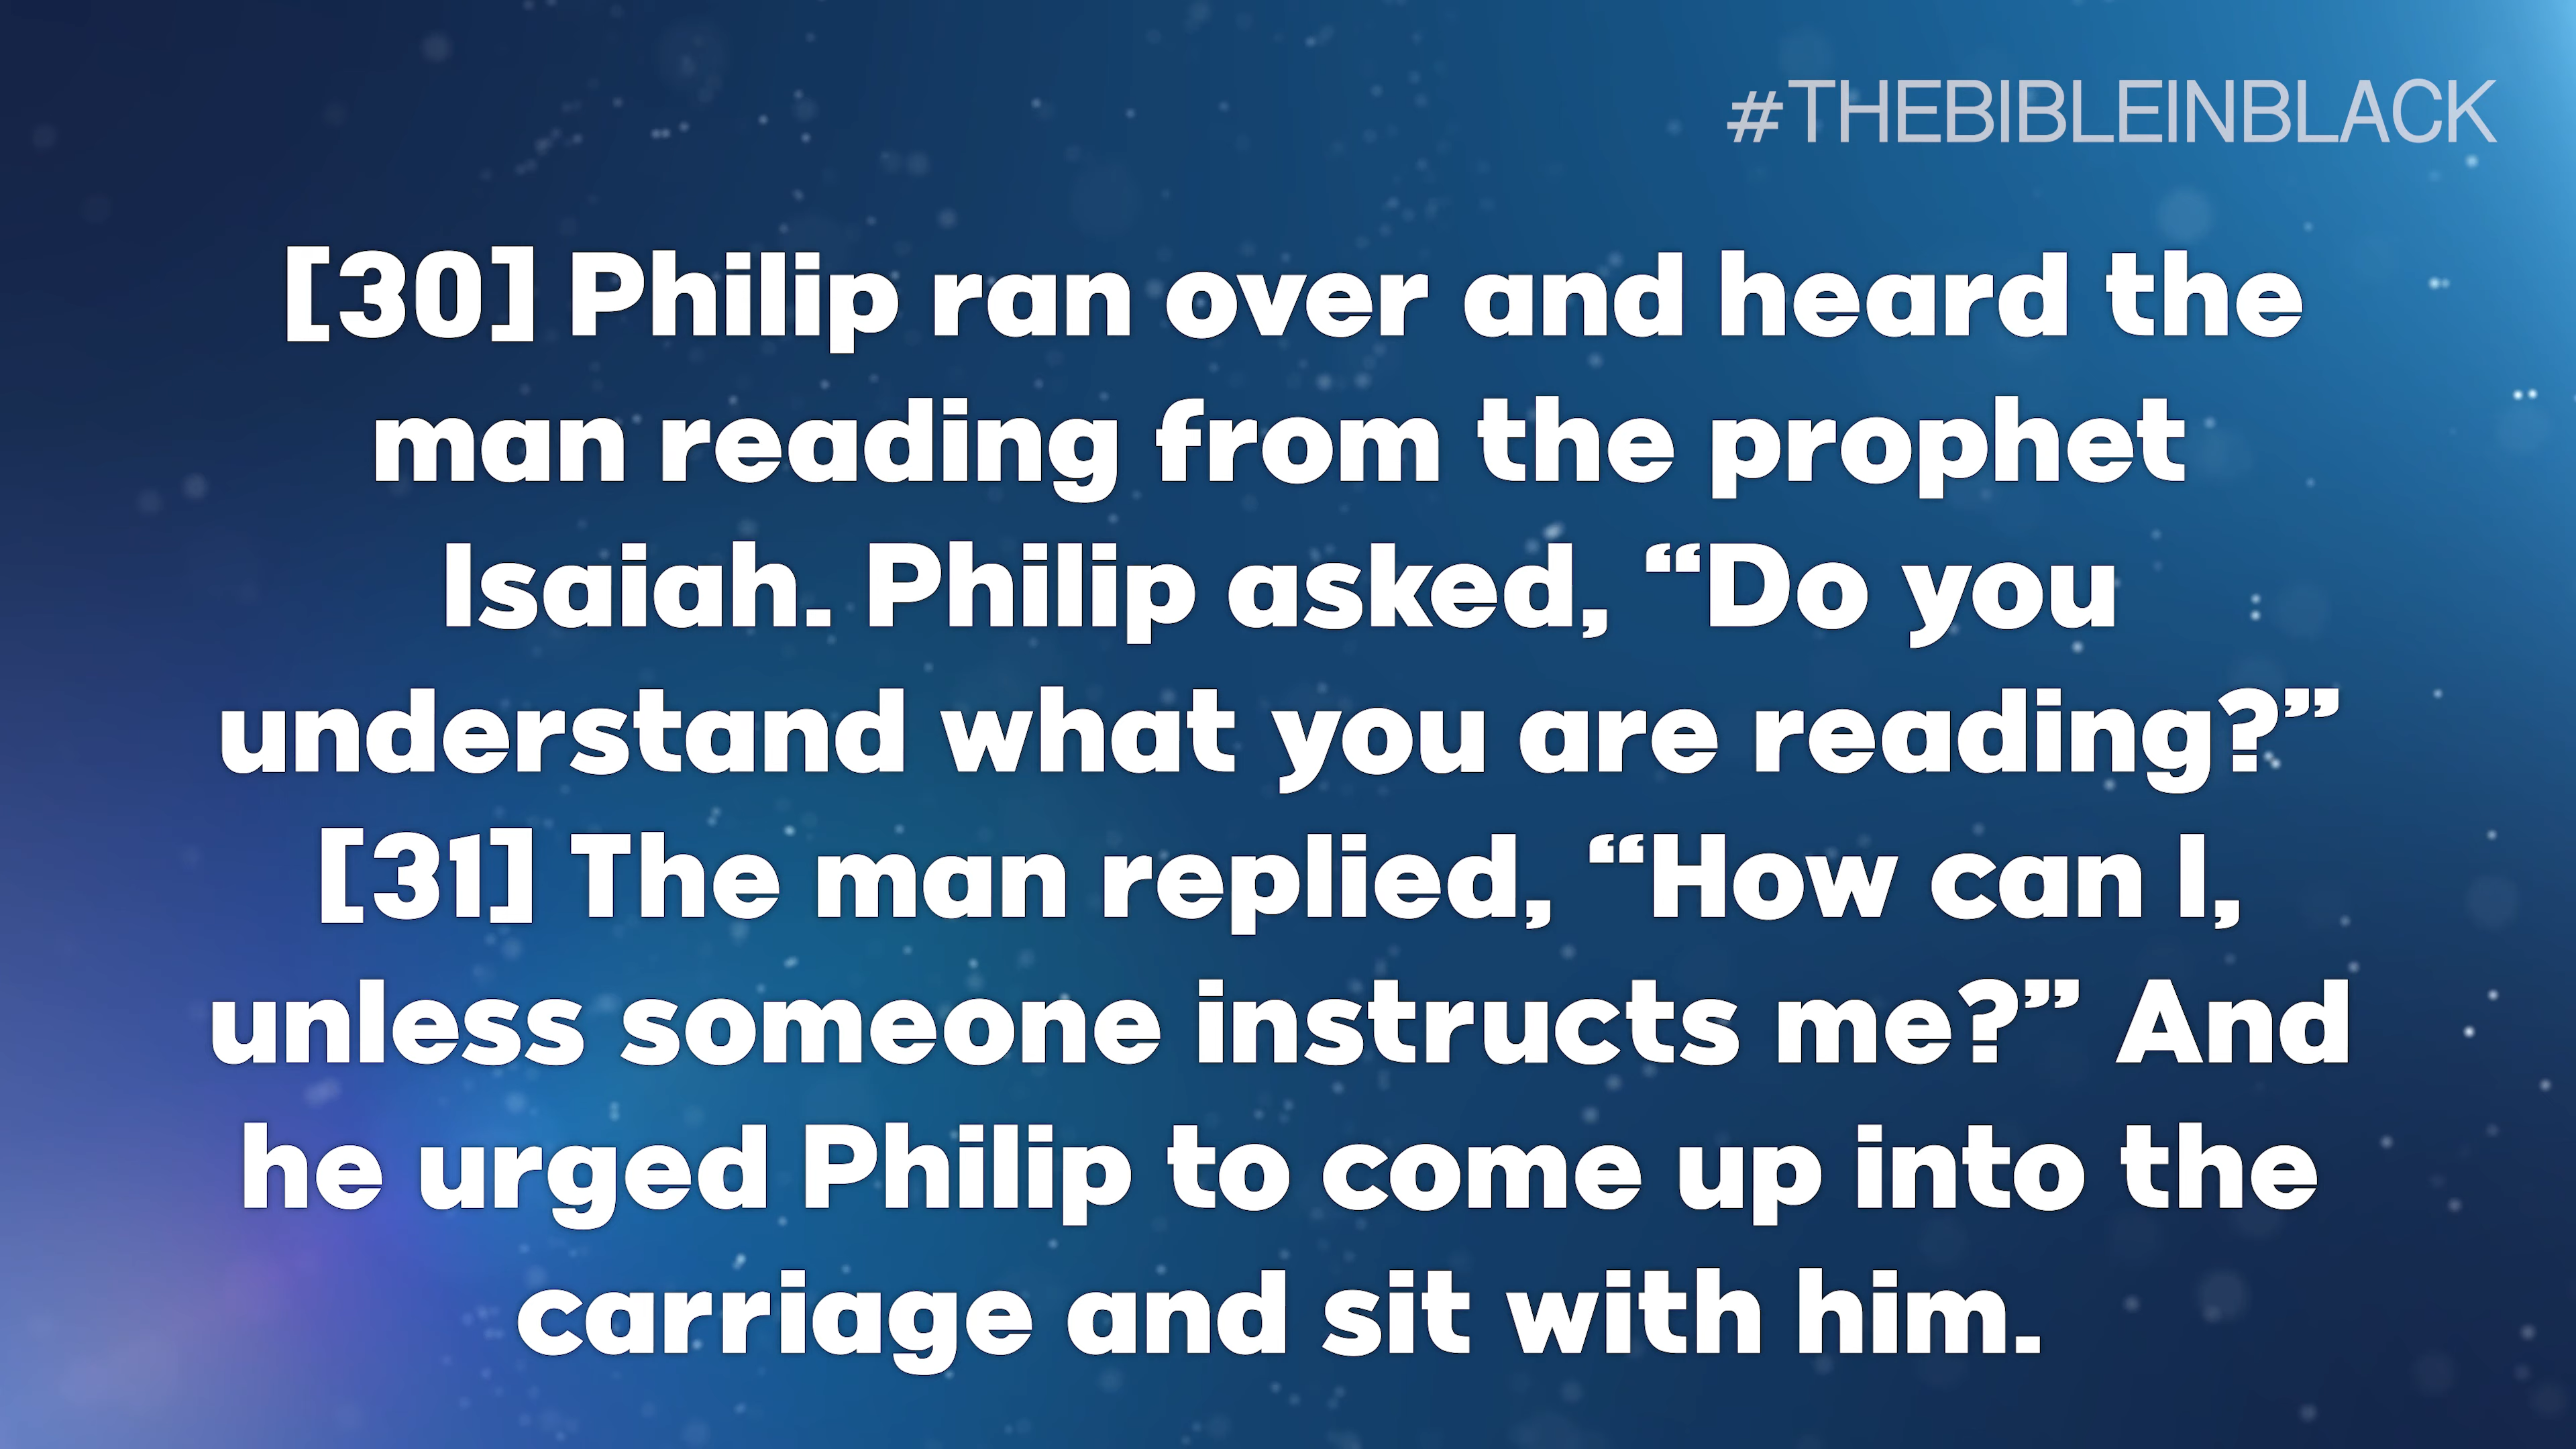 #THEBIBLEINBLACK
[30] Philip ran over and heard the
man reading from the prophet
Isaiah. Philip asked, “Do you
understand what you are reading?”
[31] The man replied, “How can I,
unless someone instructs me?” And
he urged Philip to come up into the
carriage and sit with him.